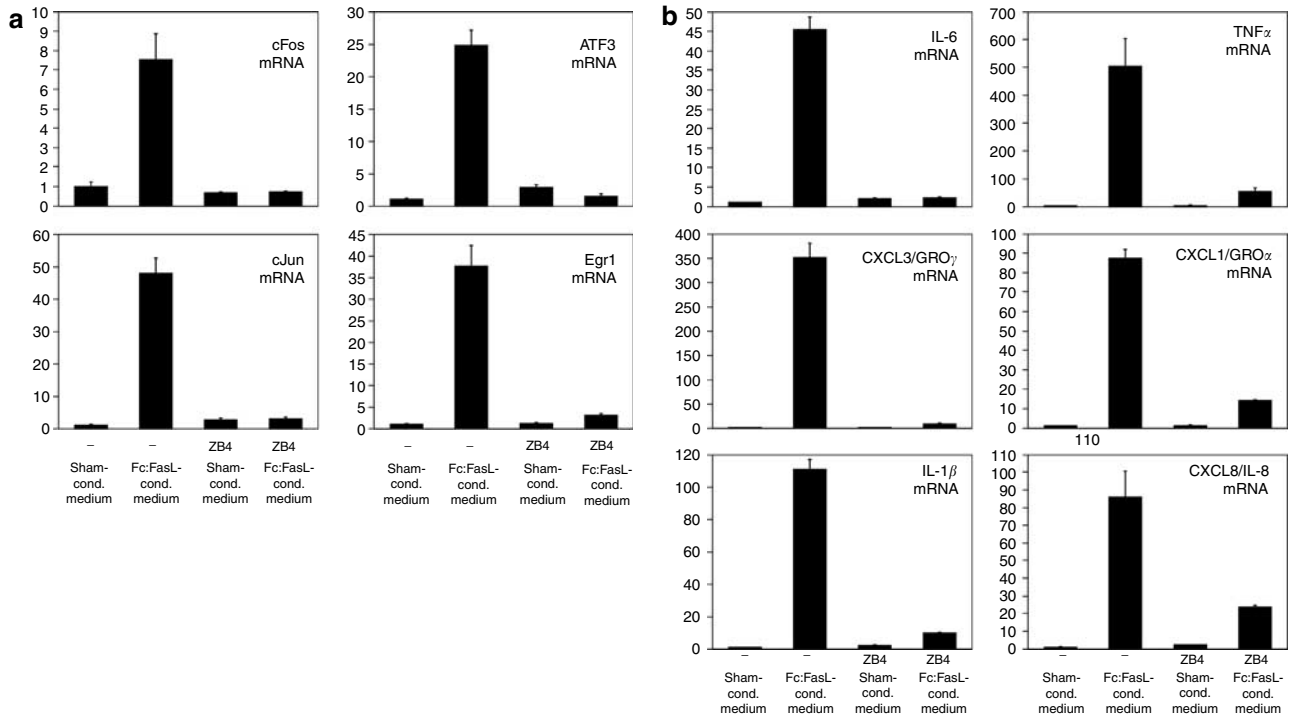 a
10
9
8
7
6
5
4
3
2
1
0
cFos
mRNA
30
25
20
15
10
5
0
ATF3
mRNA
60
50
40
30
20
10
0
cJun
mRNA
45
40
35
30
25
20
15
10
5
0
Egr1
mRNA
– – ZB4 ZB4
Sham- Fc:FasL- Sham- Fc:FasL-
cond. cond. cond. cond.
medium medium medium medium
– – ZB4 ZB4
Sham- Fc:FasL- Sham- Fc:FasL-
cond. cond. cond. cond.
medium medium medium medium
b
50
45
40
35
30
25
20
15
10
5
0
IL-6
mRNA
700
600
500
400
300
200
100
0
TNFα
mRNA
400
350
300
250
200
150
100
50
0
CXCL3/GROγ
mRNA
100
90
80
70
60
50
40
30
20
10
0
CXCL1/GROα
mRNA
110
120
100
80
60
40
20
0
IL-1β
mRNA
110
100
90
80
70
60
50
40
30
20
10
0
CXCL8/IL-8
mRNA
– – ZB4 ZB4
Sham- Fc:FasL- Sham- Fc:FasL-
cond. cond. cond. cond.
medium medium medium medium
– – ZB4 ZB4
Sham- Fc:FasL- Sham- Fc:FasL-
cond. cond. cond. cond.
medium medium medium medium